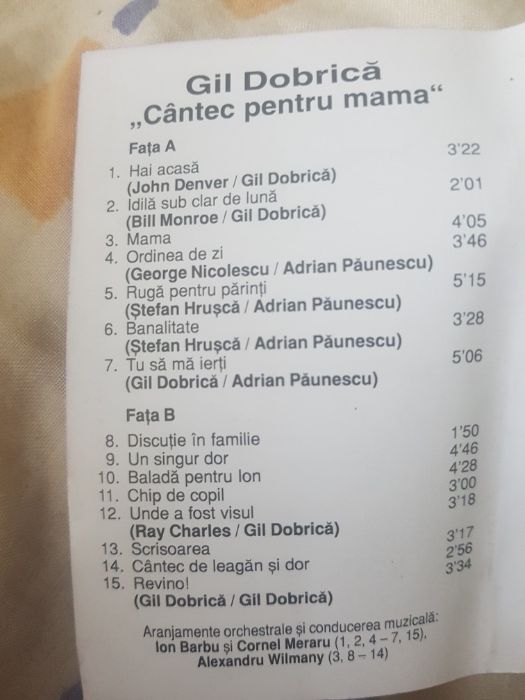 Gil Dobrică
„Cântec pentru mama“
Fața A
1. Hai acasă 3'22
(John Denver / Gil Dobrică)
2. Idilă sub clar de lună 2'01
(Bill Monroe / Gil Dobrică)
3. Mama 4'05
4. Ordinea de zi 3'46
(George Nicolescu / Adrian Păunescu)
5. Rugă pentru părinți 5'15
(Ștefan Hrușcă / Adrian Păunescu)
6. Banalitate 3'28
(Ștefan Hrușcă / Adrian Păunescu)
7. Tu să mă ierți 5'06
(Gil Dobrică / Adrian Păunescu)
Fața B
8. Discuție în familie 1'50
9. Un singur dor 4'46
10. Baladă pentru Ion 4'28
11. Chip de copil 3'00
12. Unde a fost visul 3'18
(Ray Charles / Gil Dobrică)
13. Scrisoarea 3'17
14. Cântec de leagăn și dor 2'56
15. Revino! 3'34
(Gil Dobrică / Gil Dobrică)
Aranjamente orchestrale și conducerea muzicală:
Ion Barbu și Cornel Meraru (1, 2, 4 – 7, 15),
Alexandru Wilmany (3, 8 – 14)